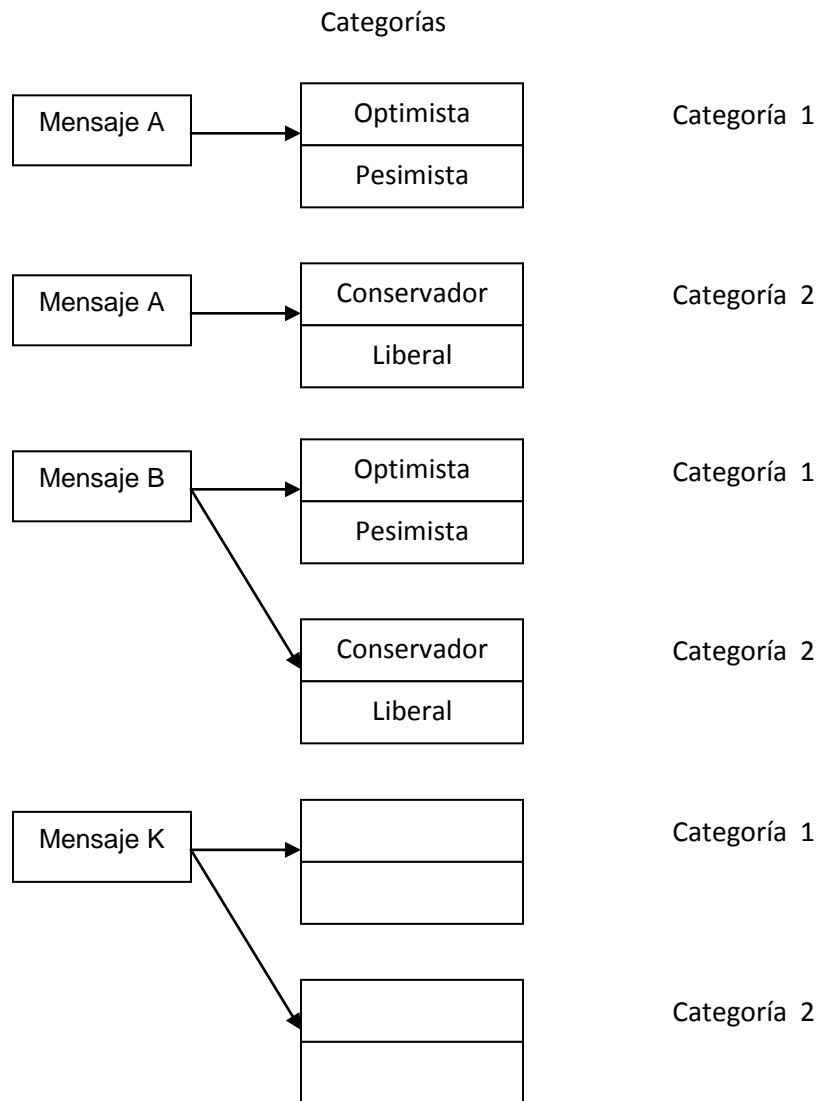 Categorías
Mensaje A
Optimista
Categoría 1
Pesimista
Mensaje A
Conservador
Categoría 2
Liberal
Mensaje B
Optimista
Categoría 1
Pesimista
Conservador
Categoría 2
Liberal
Mensaje K
Categoría 1
Categoría 2